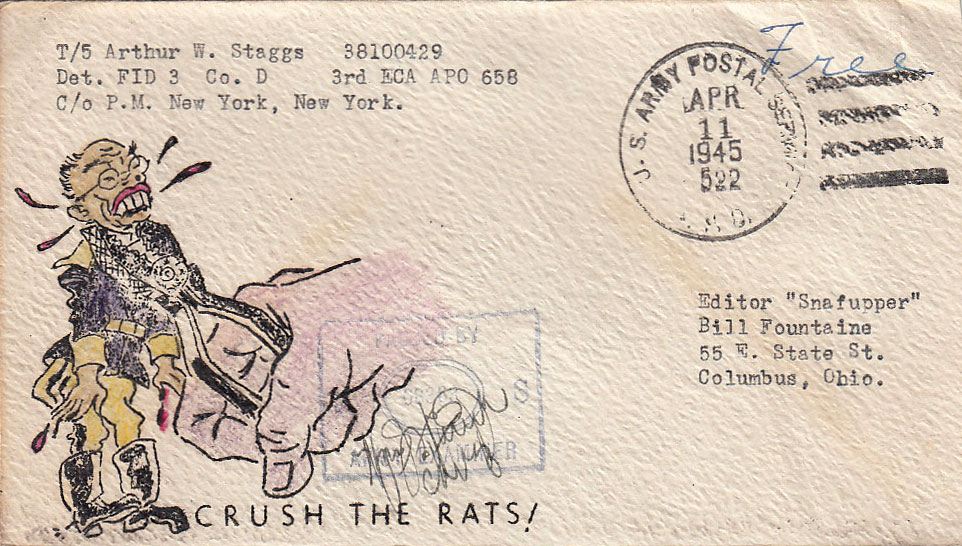 T/5 Arthur W. Staggs 38100429
Det. FID 3 Co. D 3rd ECA APO 658
C/o P.M. New York, New York.
Free
U. S. ARMY POSTAL
APR
11
1945
522
Editor "Snafupper"
Bill Fountaine
55 E. State St.
Columbus, Ohio.
BY
CRUSH THE RATS!